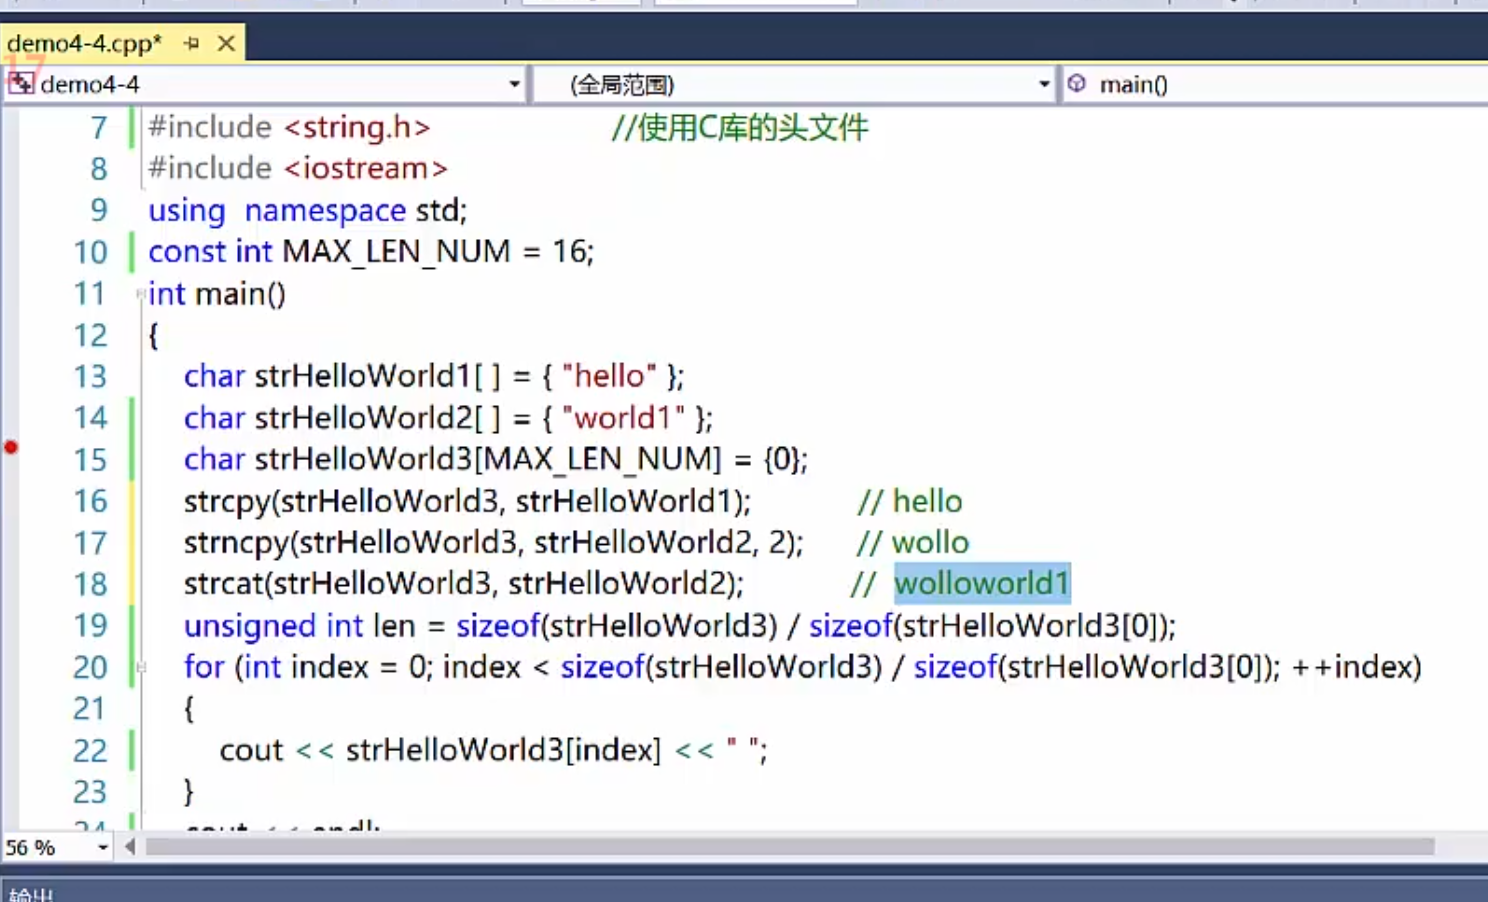 demo4-4.cpp*
17
demo4-4 (全局范围) main()
7 #include <string.h> //使用C库的头文件
8 #include <iostream>
9 using namespace std;
10 const int MAX_LEN_NUM = 16;
11 int main()
12 {
13 char strHelloWorld1[ ] = { "hello" };
14 char strHelloWorld2[ ] = { "world1" };
15 char strHelloWorld3[MAX_LEN_NUM] = {0};
16 strcpy(strHelloWorld3, strHelloWorld1); // hello
17 strncpy(strHelloWorld3, strHelloWorld2, 2); // wollo
18 strcat(strHelloWorld3, strHelloWorld2); // wolloworld1
19 unsigned int len = sizeof(strHelloWorld3) / sizeof(strHelloWorld3[0]);
20 for (int index = 0; index < sizeof(strHelloWorld3) / sizeof(strHelloWorld3[0]); ++index)
21 {
22 cout << strHelloWorld3[index] << " ";
23 }
24 cout << endl;
56 %
输出